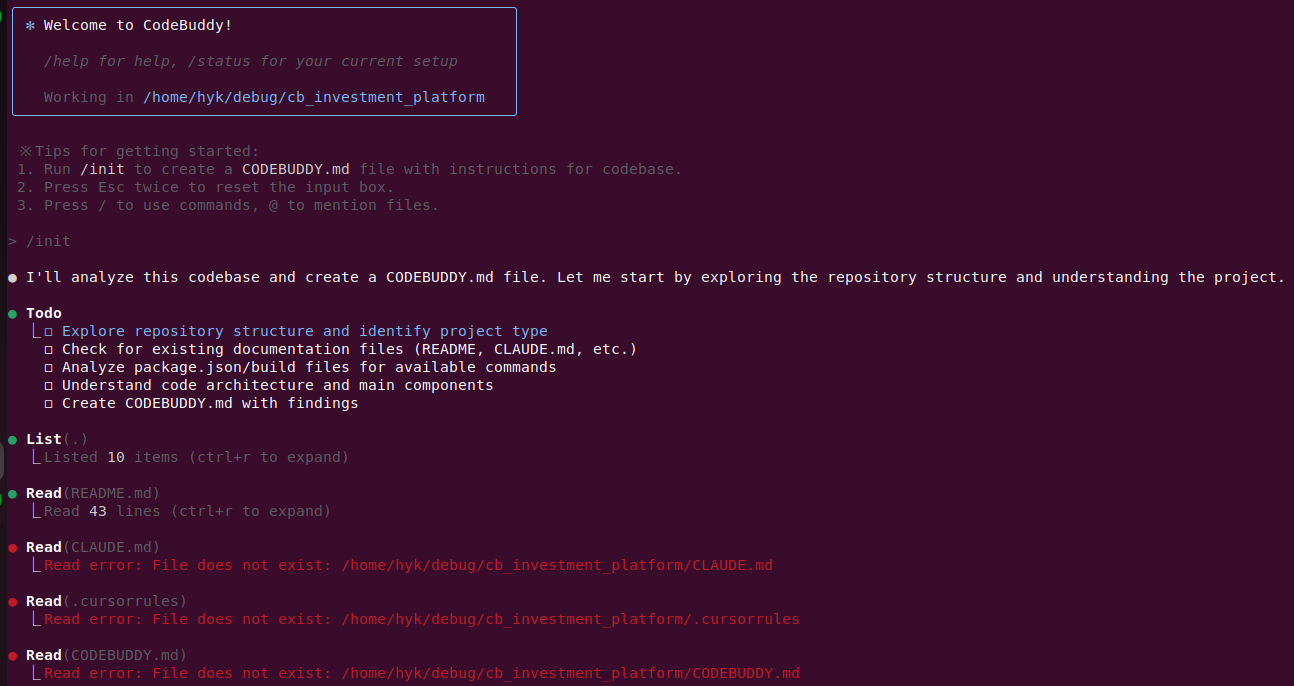 ✻ Welcome to CodeBuddy!
/help for help, /status for your current setup
Working in /home/hyk/debug/cb_investment_platform
※Tips for getting started:
1. Run /init to create a CODEBUDDY.md file with instructions for codebase.
2. Press Esc twice to reset the input box.
3. Press / to use commands, @ to mention files.
> /init
● I'll analyze this codebase and create a CODEBUDDY.md file. Let me start by exploring the repository structure and understanding the project.
● Todo
⎿ ☐ Explore repository structure and identify project type
☐ Check for existing documentation files (README, CLAUDE.md, etc.)
☐ Analyze package.json/build files for available commands
☐ Understand code architecture and main components
☐ Create CODEBUDDY.md with findings
● List(.)
⎿ Listed 10 items (ctrl+r to expand)
● Read(README.md)
⎿ Read 43 lines (ctrl+r to expand)
● Read(CLAUDE.md)
⎿ Read error: File does not exist: /home/hyk/debug/cb_investment_platform/CLAUDE.md
● Read(.cursorrules)
⎿ Read error: File does not exist: /home/hyk/debug/cb_investment_platform/.cursorrules
● Read(CODEBUDDY.md)
⎿ Read error: File does not exist: /home/hyk/debug/cb_investment_platform/CODEBUDDY.md